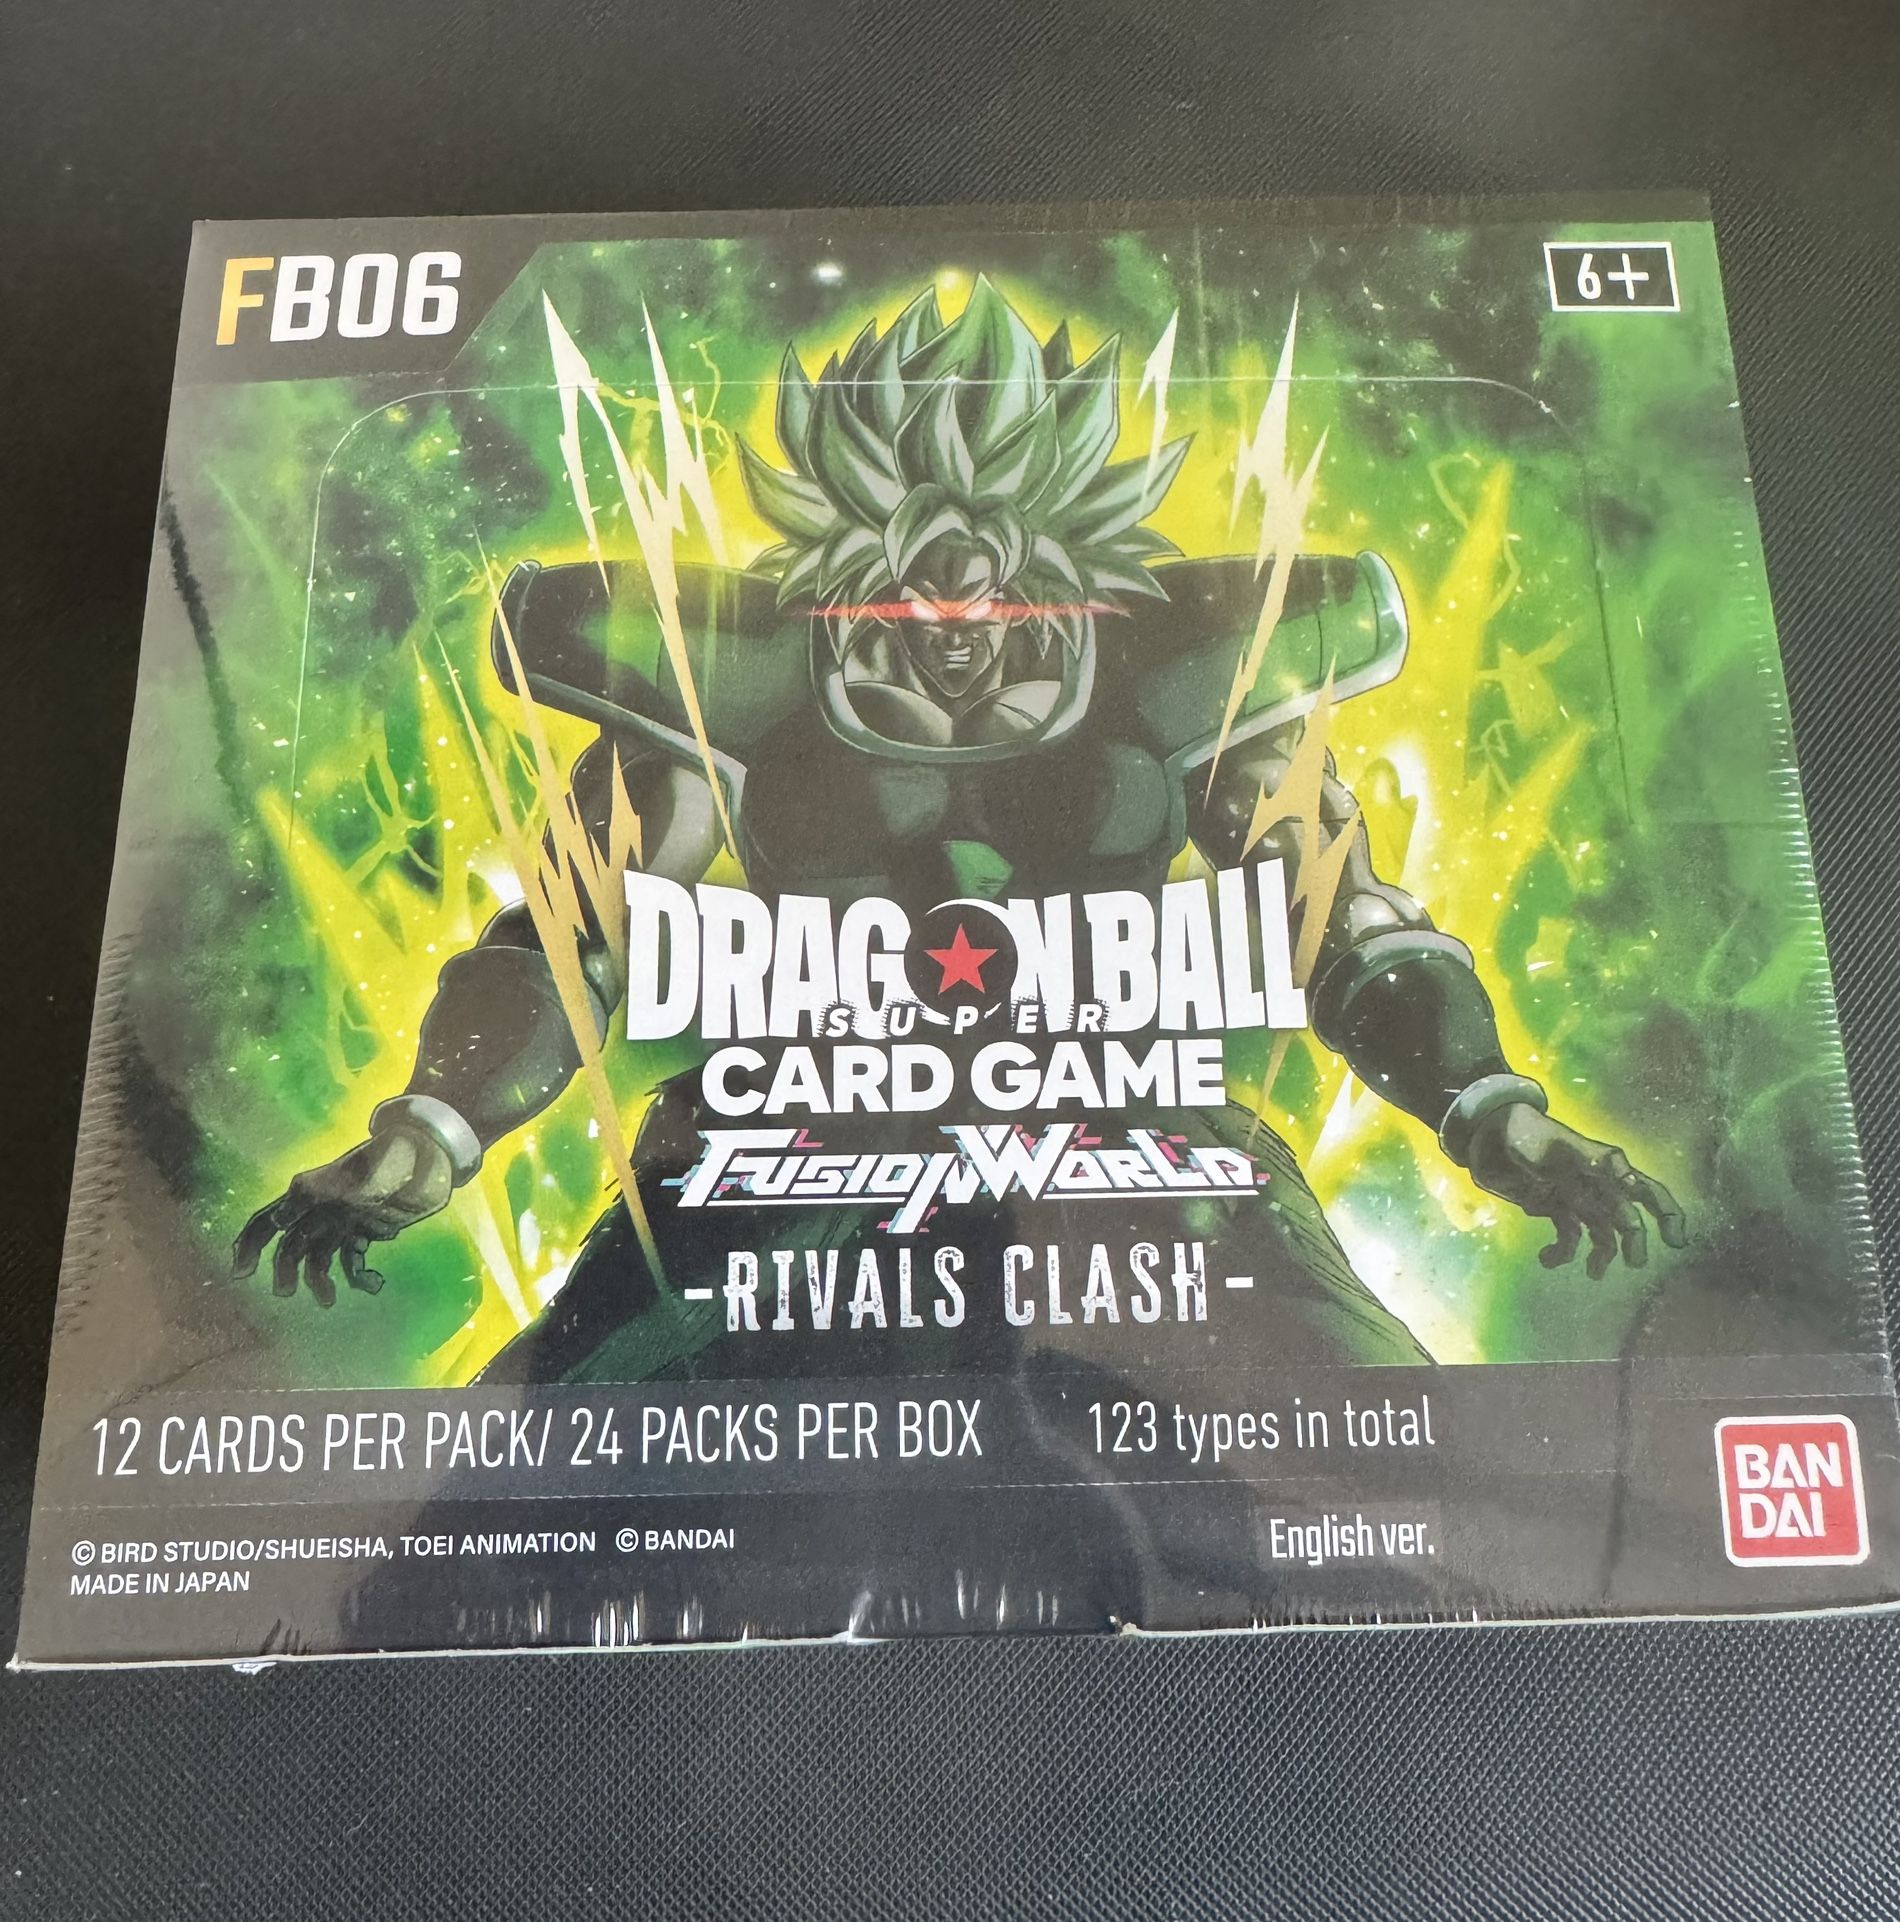 FB06
6+
DRAGON BALL
SUPER
CARD GAME
FUSION WORLD
-RIVALS CLASH-
12 CARDS PER PACK/ 24 PACKS PER BOX
123 types in total
BAN
DAI
English ver.
© BIRD STUDIO/SHUEISHA, TOEI ANIMATION © BANDAI
MADE IN JAPAN